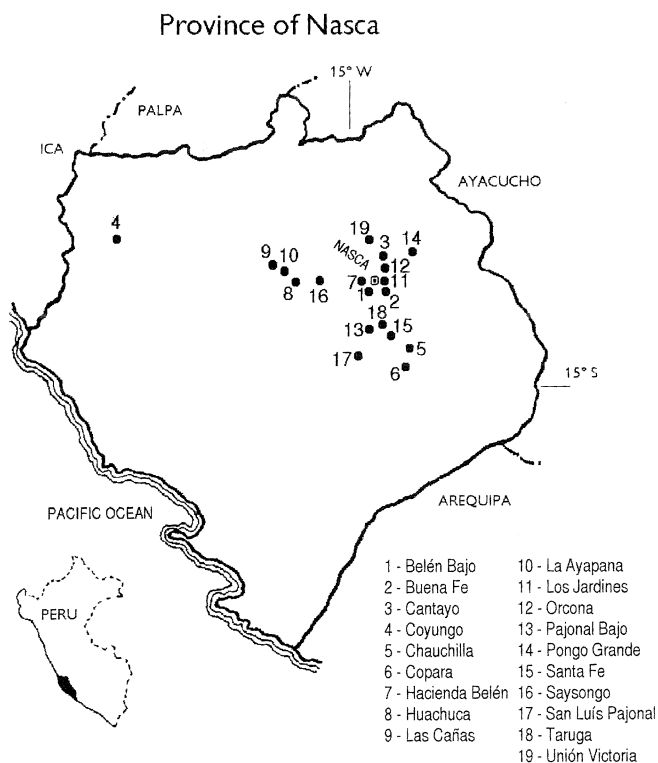 Province of Nasca
15° W
PALPA
ICA
AYACUCHO
4
19
3
14
NASCA
9
10
12
8
16
7
11
1
2
18
13
15
17
5
6
15° S
PACIFIC OCEAN
AREQUIPA
PERU
1 - Belén Bajo
2 - Buena Fe
3 - Cantayo
4 - Coyungo
5 - Chauchilla
6 - Copara
7 - Hacienda Belén
8 - Huachuca
9 - Las Cañas
10 - La Ayapana
11 - Los Jardines
12 - Orcona
13 - Pajonal Bajo
14 - Pongo Grande
15 - Santa Fe
16 - Saysongo
17 - San Luís Pajonal
18 - Taruga
19 - Unión Victoria